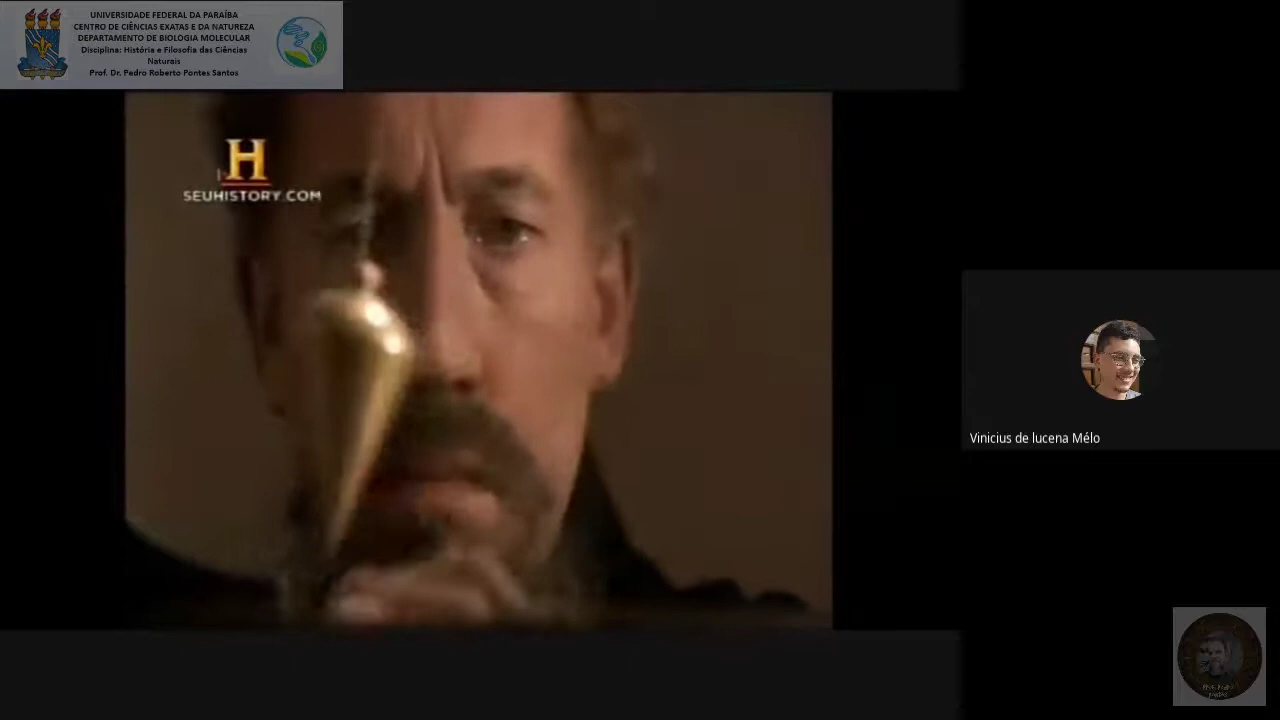 UNIVERSIDADE FEDERAL DA PARAÍBA
CENTRO DE CIÊNCIAS EXATAS E DA NATUREZA
DEPARTAMENTO DE BIOLOGIA MOLECULAR
Disciplina: História e Filosofia das Ciências
Naturais
Prof. Dr. Pedro Roberto Pontes Santos
H
SEUHISTORY.COM
Vinicius de lucena Mélo